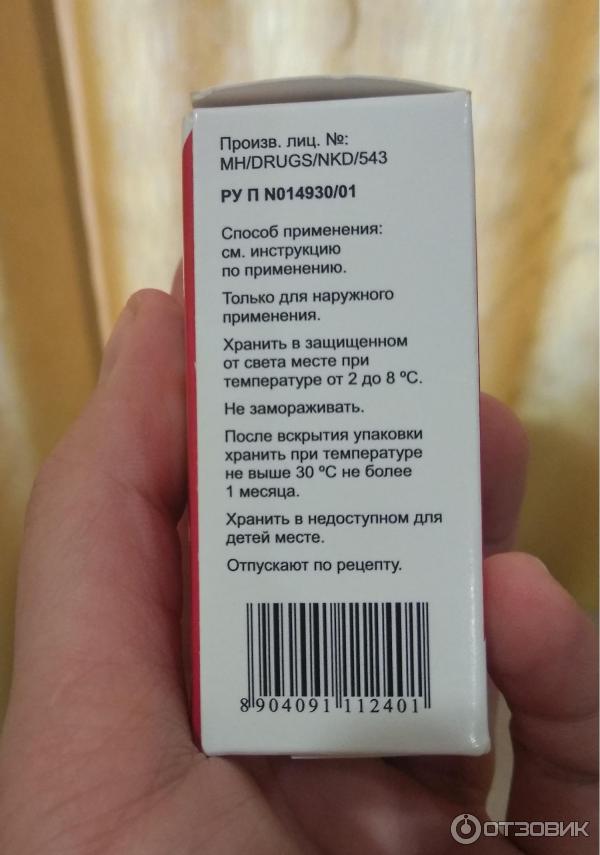 Произв. лиц. №:
MH/DRUGS/NKD/543
РУ П N014930/01
Способ применения:
см. инструкцию
по применению.
Только для наружного
применения.
Хранить в защищенном
от света месте при
температуре от 2 до 8 ºС.
Не замораживать.
После вскрытия упаковки
хранить при температуре
не выше 30 ºС не более
1 месяца.
Хранить в недоступном для
детей месте.
Отпускают по рецепту.
8 904091 112401
ОТЗОВИК